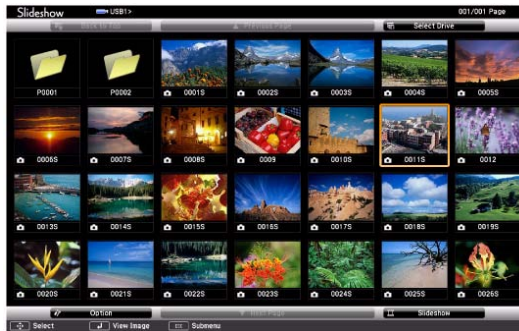 Slideshow USB1> 001/001 Page
Back to Top Previous Page Select Drive
P0001 P0002 0001S 0002S 0003S 0004S 0005S
0006S 0007S 0008S 0009 0010S 0011S 0012
0013S 0014S 0015S 0016S 0017S 0018S 0019S
0020S 0021S 0022S 0023S 0024S 0025S 0026S
Option Next Page Slideshow
Select View Image Submenu